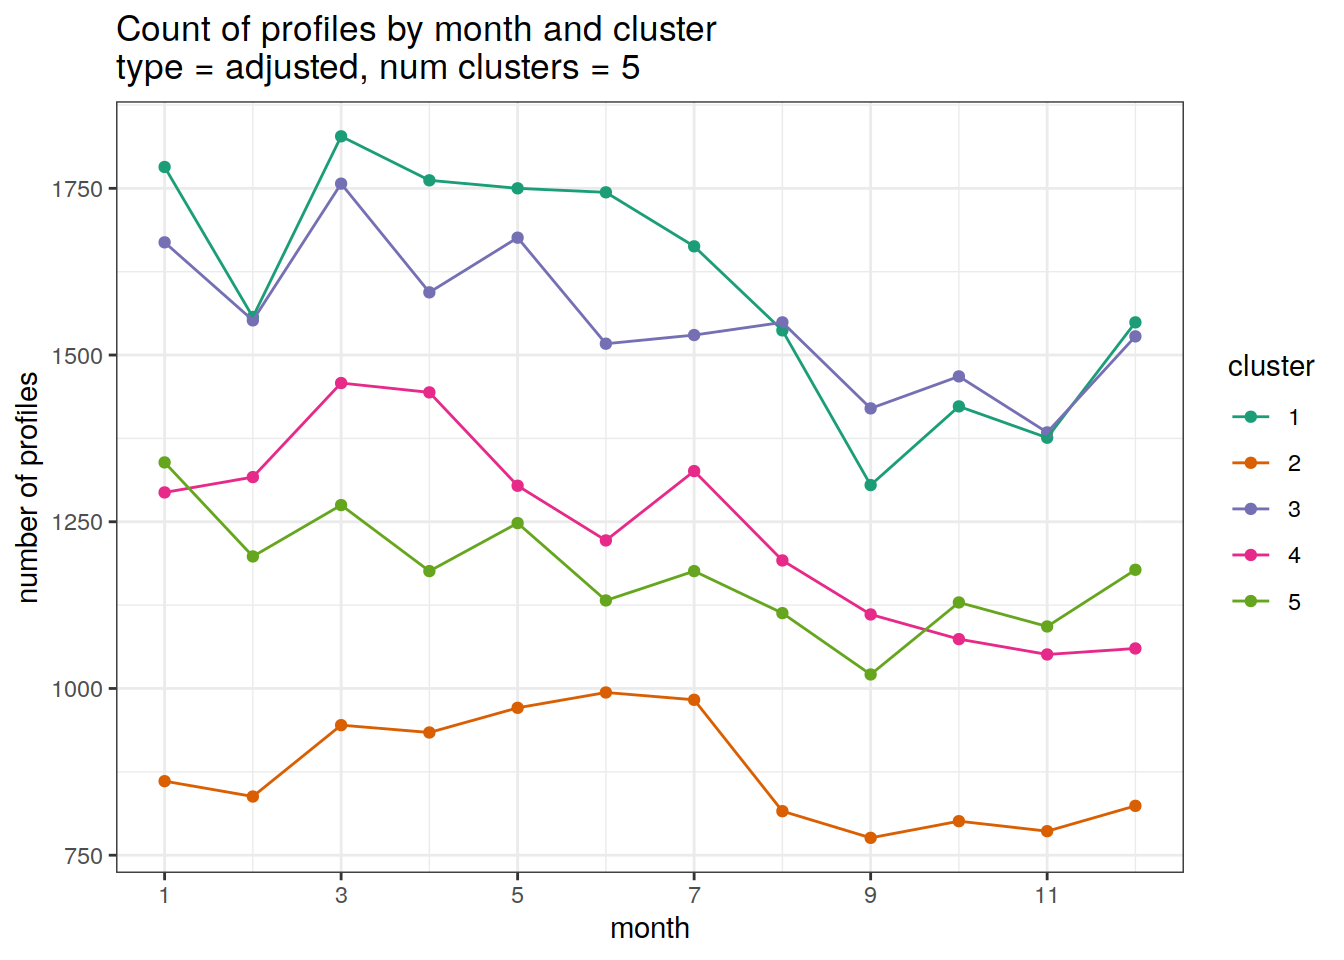 Count of profiles by month and cluster
type = adjusted, num clusters = 5
number of profiles
1750
1500
1250
1000
750
1 3 5 7 9 11
month
cluster
1
2
3
4
5